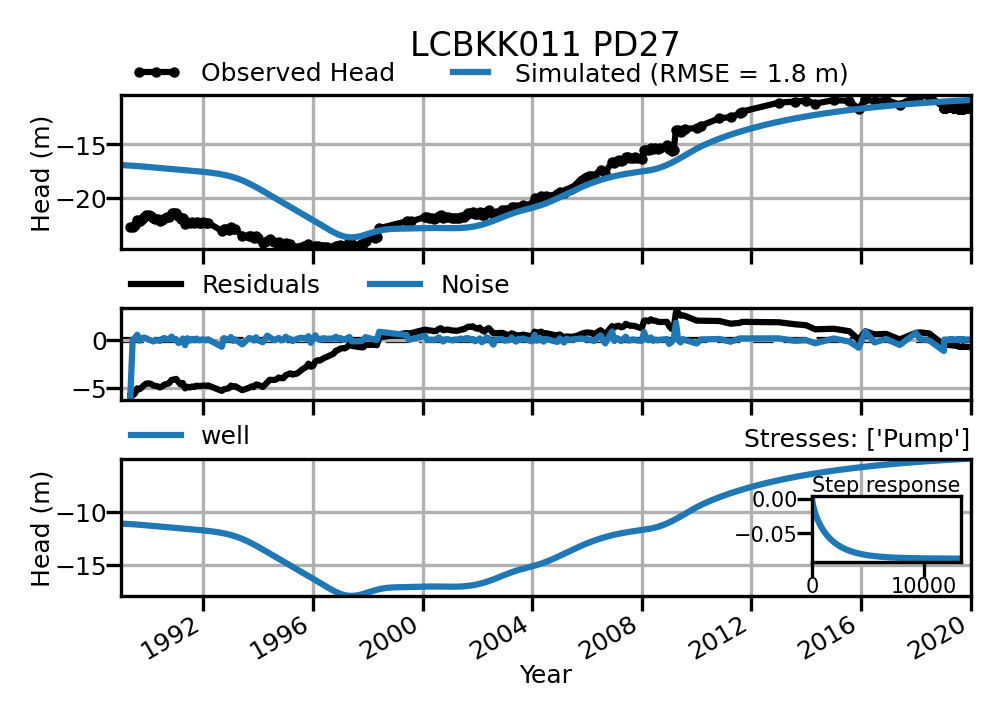 LCBKK011 PD27
Observed Head
Simulated (RMSE = 1.8 m)
Head (m)
−15
−20
Residuals
Noise
0
−5
well
Stresses: ['Pump']
Head (m)
−10
−15
Step response
0.00
−0.05
0
10000
1992
1996
2000
2004
2008
2012
2016
2020
Year